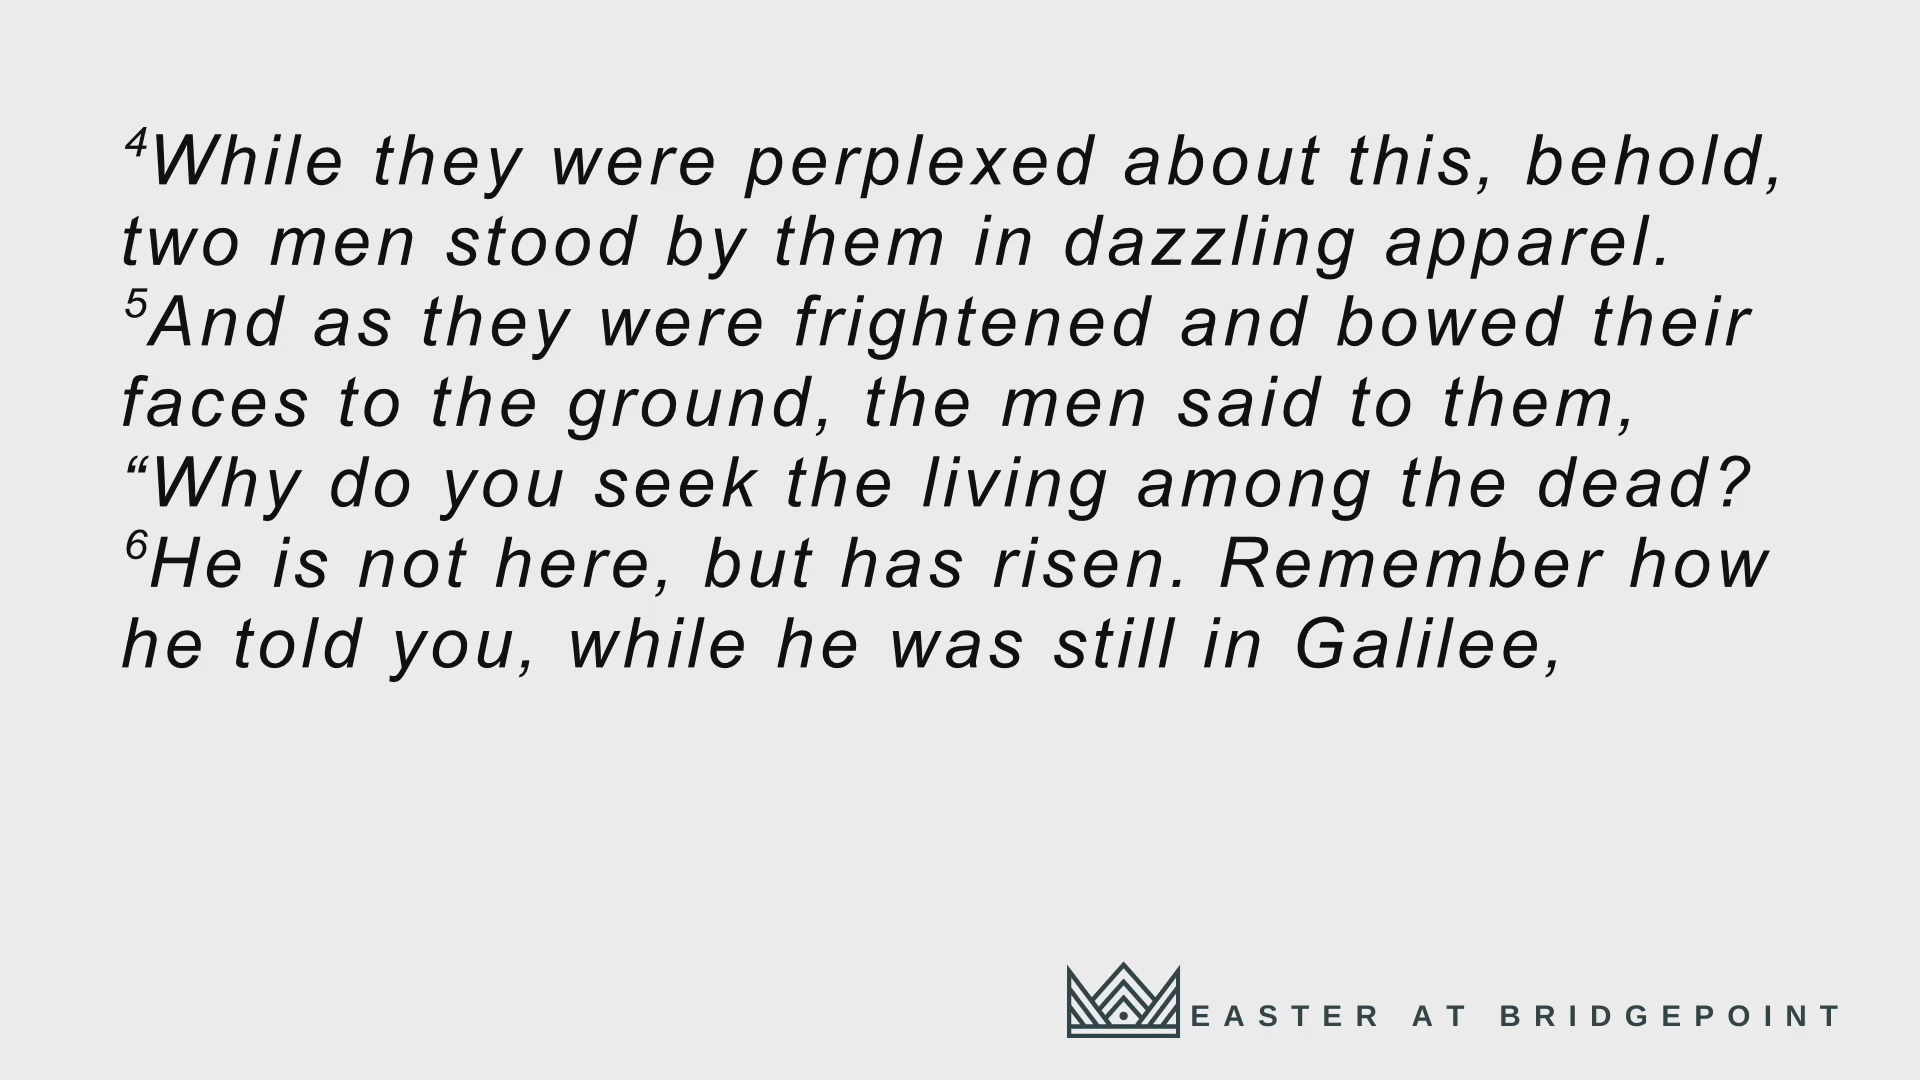 ⁴While they were perplexed about this, behold,
two men stood by them in dazzling apparel.
⁵And as they were frightened and bowed their
faces to the ground, the men said to them,
“Why do you seek the living among the dead?
⁶He is not here, but has risen. Remember how
he told you, while he was still in Galilee,
EASTER AT BRIDGEPOINT